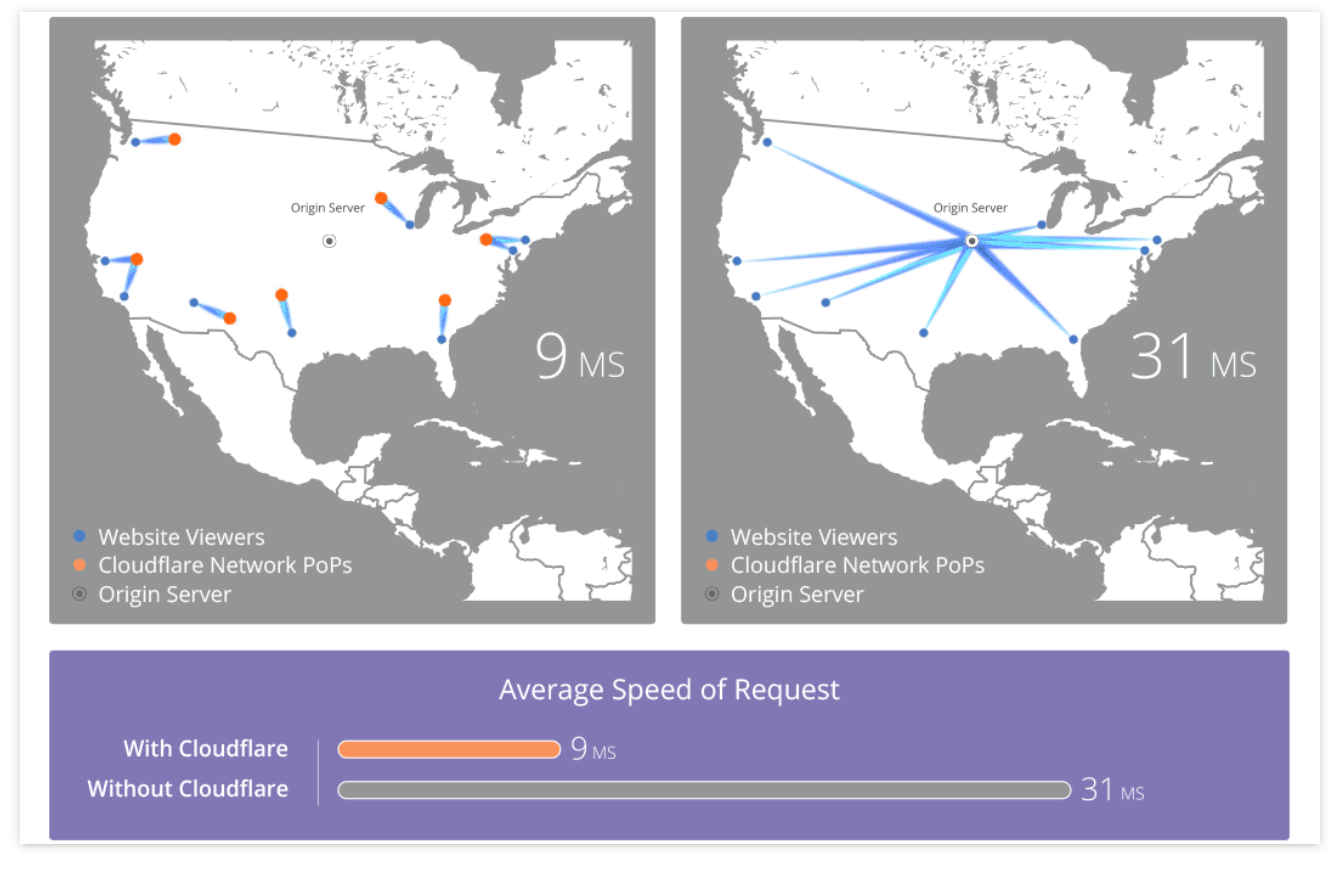 Origin Server
9 MS
Website Viewers
Cloudflare Network PoPs
Origin Server
Origin Server
31 MS
Website Viewers
Cloudflare Network PoPs
Origin Server
Average Speed of Request
With Cloudflare 9 MS
Without Cloudflare 31 MS